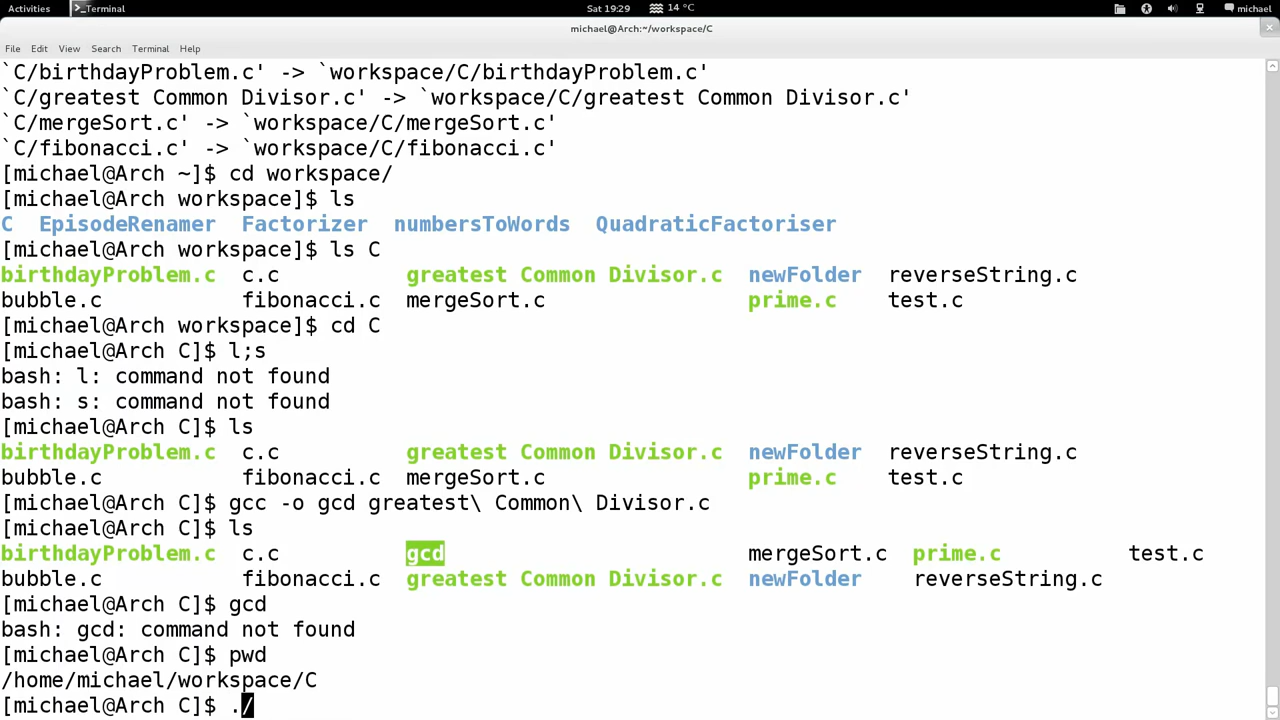 Activities Terminal Sat 19:29 14 °C michael
michael@Arch:~/workspace/C
File Edit View Search Terminal Help
`C/birthdayProblem.c' -> `workspace/C/birthdayProblem.c'
`C/greatest Common Divisor.c' -> `workspace/C/greatest Common Divisor.c'
`C/mergeSort.c' -> `workspace/C/mergeSort.c'
`C/fibonacci.c' -> `workspace/C/fibonacci.c'
[michael@Arch ~]$ cd workspace/
[michael@Arch workspace]$ ls
C EpisodeRenamer Factorizer numbersToWords QuadraticFactoriser
[michael@Arch workspace]$ ls C
birthdayProblem.c c.c greatest Common Divisor.c newFolder reverseString.c
bubble.c fibonacci.c mergeSort.c prime.c test.c
[michael@Arch workspace]$ cd C
[michael@Arch C]$ l;s
bash: l: command not found
bash: s: command not found
[michael@Arch C]$ ls
birthdayProblem.c c.c greatest Common Divisor.c newFolder reverseString.c
bubble.c fibonacci.c mergeSort.c prime.c test.c
[michael@Arch C]$ gcc -o gcd greatest\ Common\ Divisor.c
[michael@Arch C]$ ls
birthdayProblem.c c.c gcd mergeSort.c prime.c test.c
bubble.c fibonacci.c greatest Common Divisor.c newFolder reverseString.c
[michael@Arch C]$ gcd
bash: gcd: command not found
[michael@Arch C]$ pwd
/home/michael/workspace/C
[michael@Arch C]$ ./